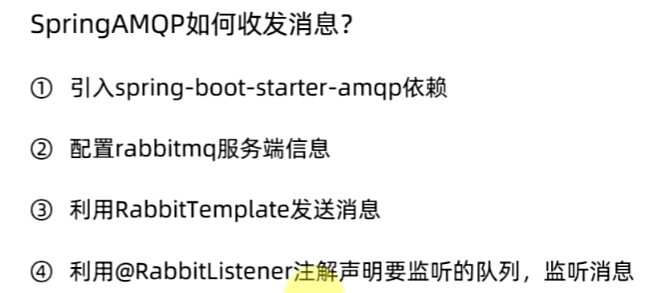 SpringAMQP如何收发消息？
① 引入spring-boot-starter-amqp依赖
② 配置rabbitmq服务端信息
③ 利用RabbitTemplate发送消息
④ 利用@RabbitListener注解声明要监听的队列，监听消息